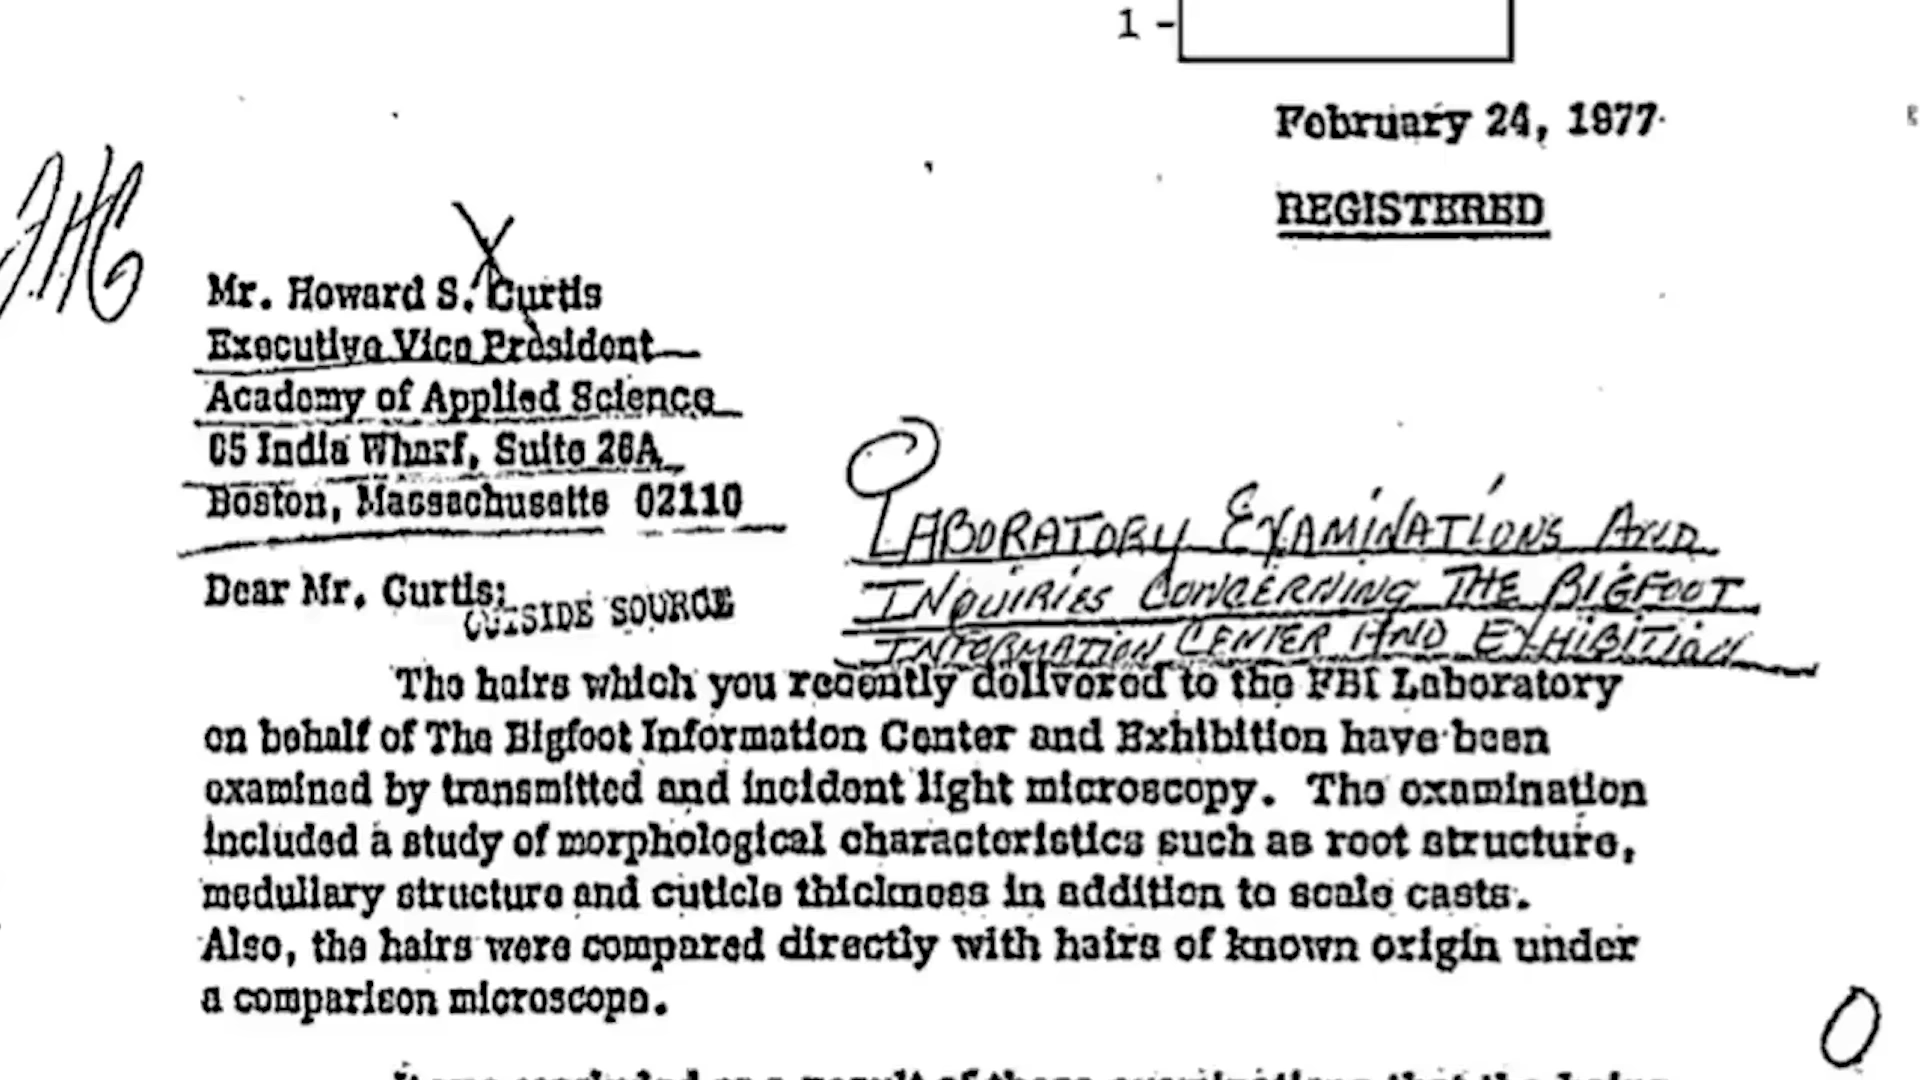 1 -
February 24, 1977
REGISTERED
Mr. Howard S. Curtis
Executive Vice President
Academy of Applied Science
65 India Wharf, Suite 28A
Boston, Massachusetts 02110
LABORATORY EXAMINATIONS AND
INQUIRIES CONCERNING THE BIGFOOT
INFORMATION CENTER AND EXHIBITION
Dear Mr. Curtis:
OUTSIDE SOURCE
The hairs which you recently delivered to the FBI Laboratory
on behalf of The Bigfoot Information Center and Exhibition have been
examined by transmitted and incident light microscopy. The examination
included a study of morphological characteristics such as root structure,
medullary structure and cuticle thickness in addition to scale casts.
Also, the hairs were compared directly with hairs of known origin under
a comparison microscope.